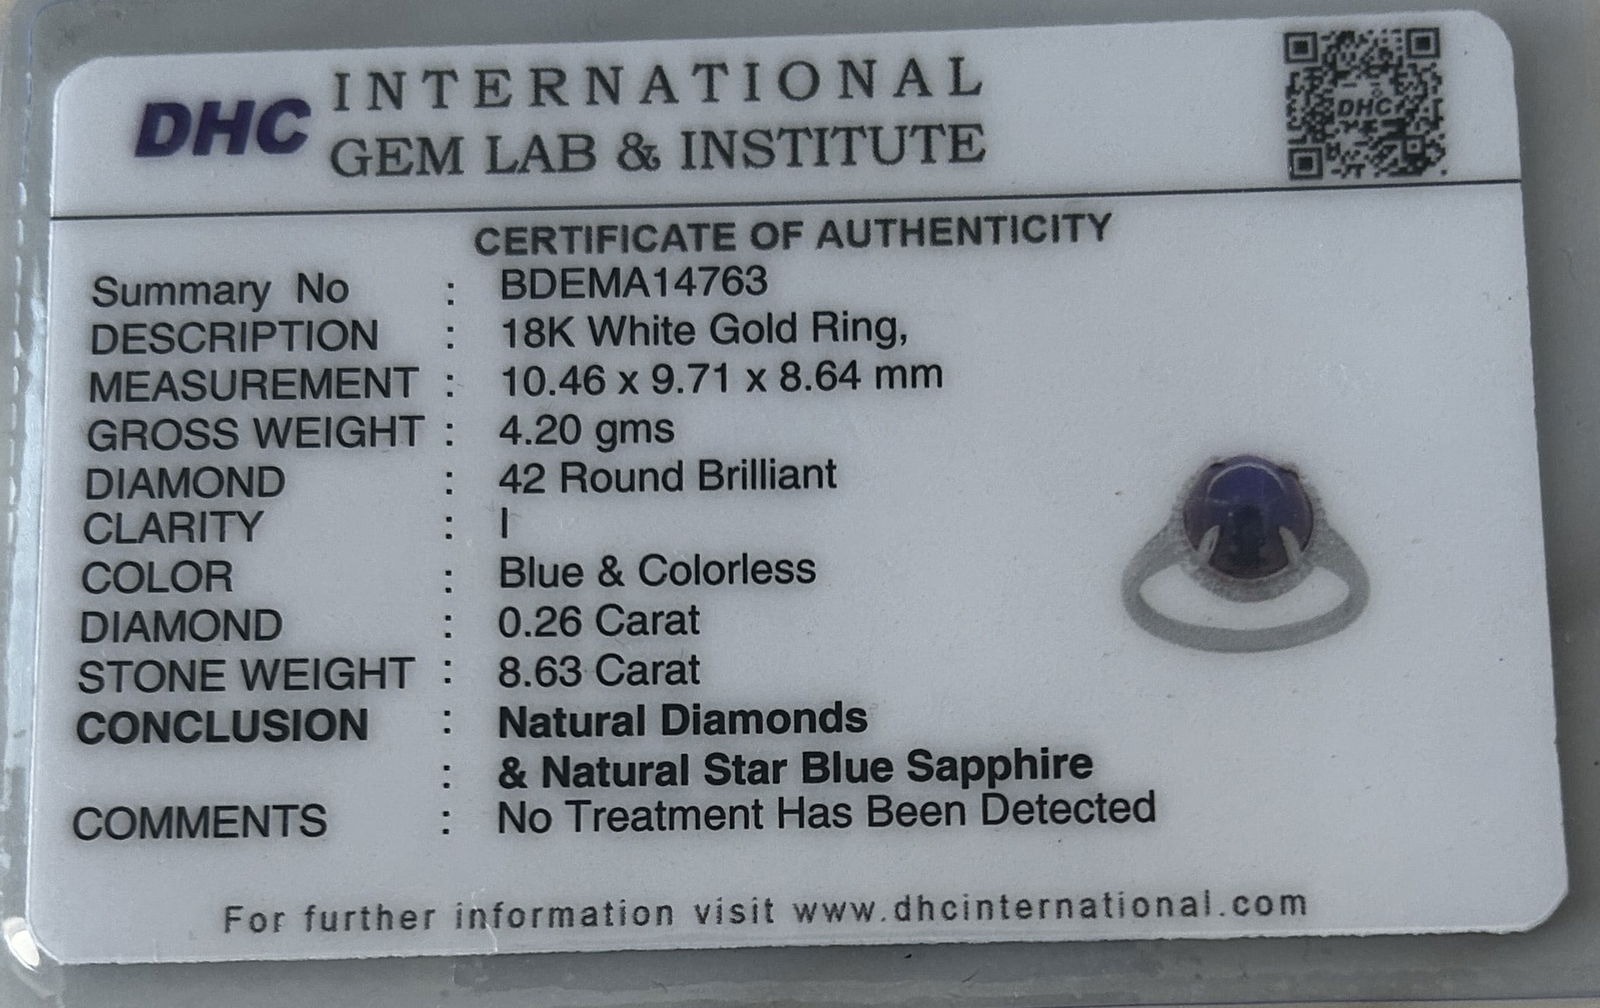 DHC INTERNATIONAL
GEM LAB & INSTITUTE
DHC
CERTIFICATE OF AUTHENTICITY
Summary No : BDEMA14763
DESCRIPTION : 18K White Gold Ring,
MEASUREMENT : 10.46 x 9.71 x 8.64 mm
GROSS WEIGHT : 4.20 gms
DIAMOND : 42 Round Brilliant
CLARITY : I
COLOR : Blue & Colorless
DIAMOND : 0.26 Carat
STONE WEIGHT : 8.63 Carat
CONCLUSION : Natural Diamonds
: & Natural Star Blue Sapphire
COMMENTS : No Treatment Has Been Detected
For further information visit www.dhcinternational.com